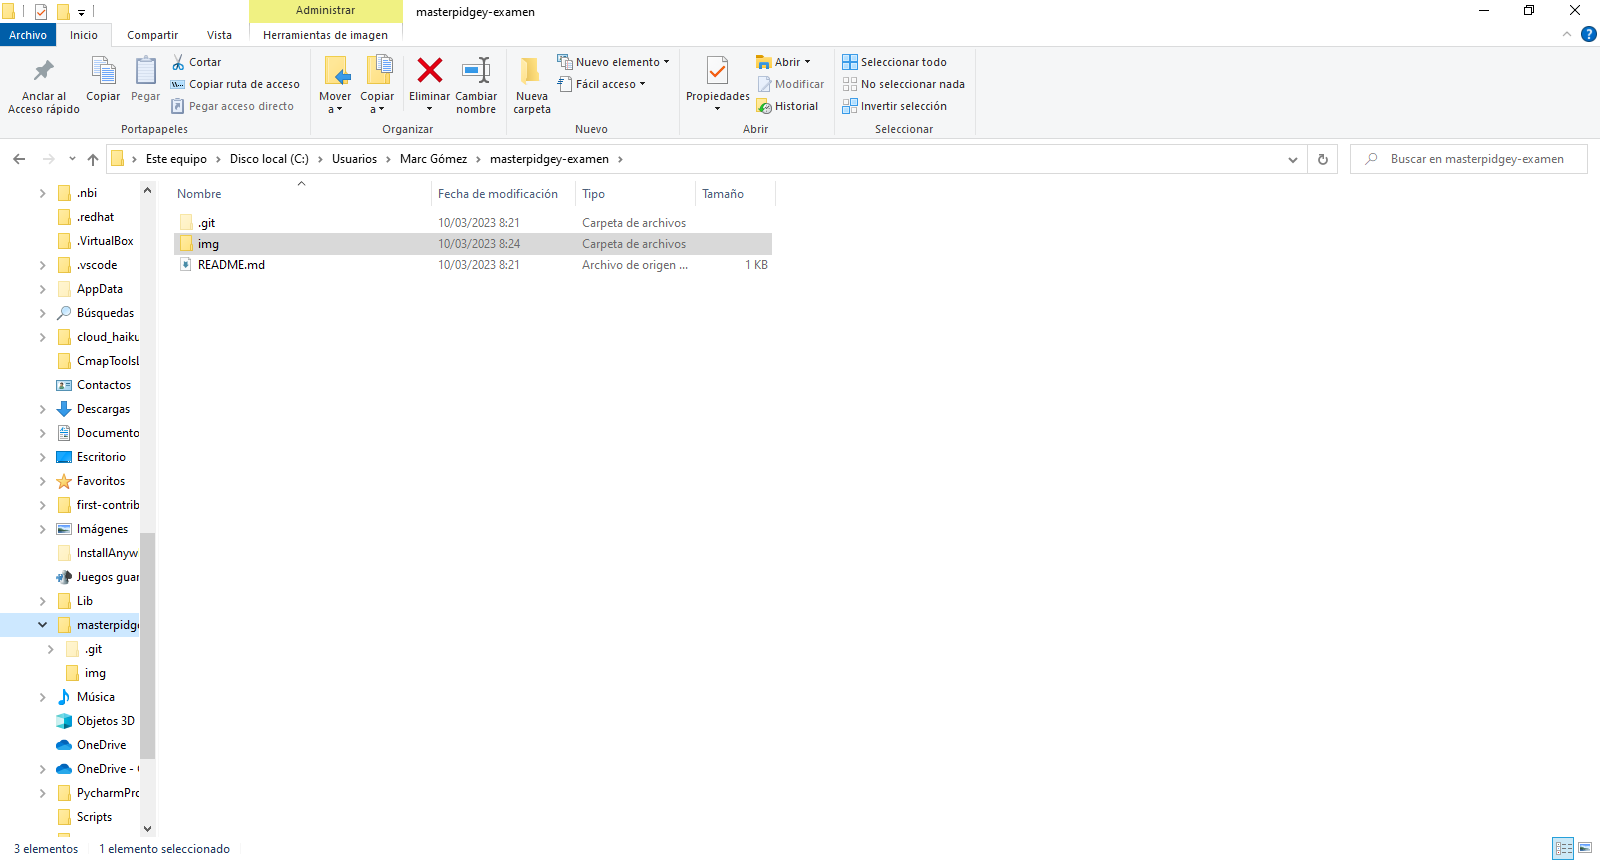 Administrar
masterpidgey-examen
Archivo
Inicio
Compartir
Vista
Herramientas de imagen
?
Anclar al
Acceso rápido
Copiar
Pegar
Cortar
Copiar ruta de acceso
Pegar acceso directo
Portapapeles
Mover
a
Copiar
a
Eliminar
Cambiar
nombre
Organizar
Nueva
carpeta
Nuevo elemento
Fácil acceso
Nuevo
Propiedades
Abrir
Modificar
Historial
Abrir
Seleccionar todo
No seleccionar nada
Invertir selección
Seleccionar
Este equipo > Disco local (C:) > Usuarios > Marc Gómez > masterpidgey-examen >
Buscar en masterpidgey-examen
.nbi
.redhat
.VirtualBox
.vscode
AppData
Búsquedas
cloud_haiku
CmapToolsL
Contactos
Descargas
Documento
Escritorio
Favoritos
first-contrib
Imágenes
InstallAnyw
Juegos guar
Lib
masterpidge
.git
img
Música
Objetos 3D
OneDrive
OneDrive -
PycharmPro
Scripts
Nombre Fecha de modificación Tipo Tamaño
.git 10/03/2023 8:21 Carpeta de archivos
img 10/03/2023 8:24 Carpeta de archivos
README.md 10/03/2023 8:21 Archivo de origen ... 1 KB
3 elementos
1 elemento seleccionado